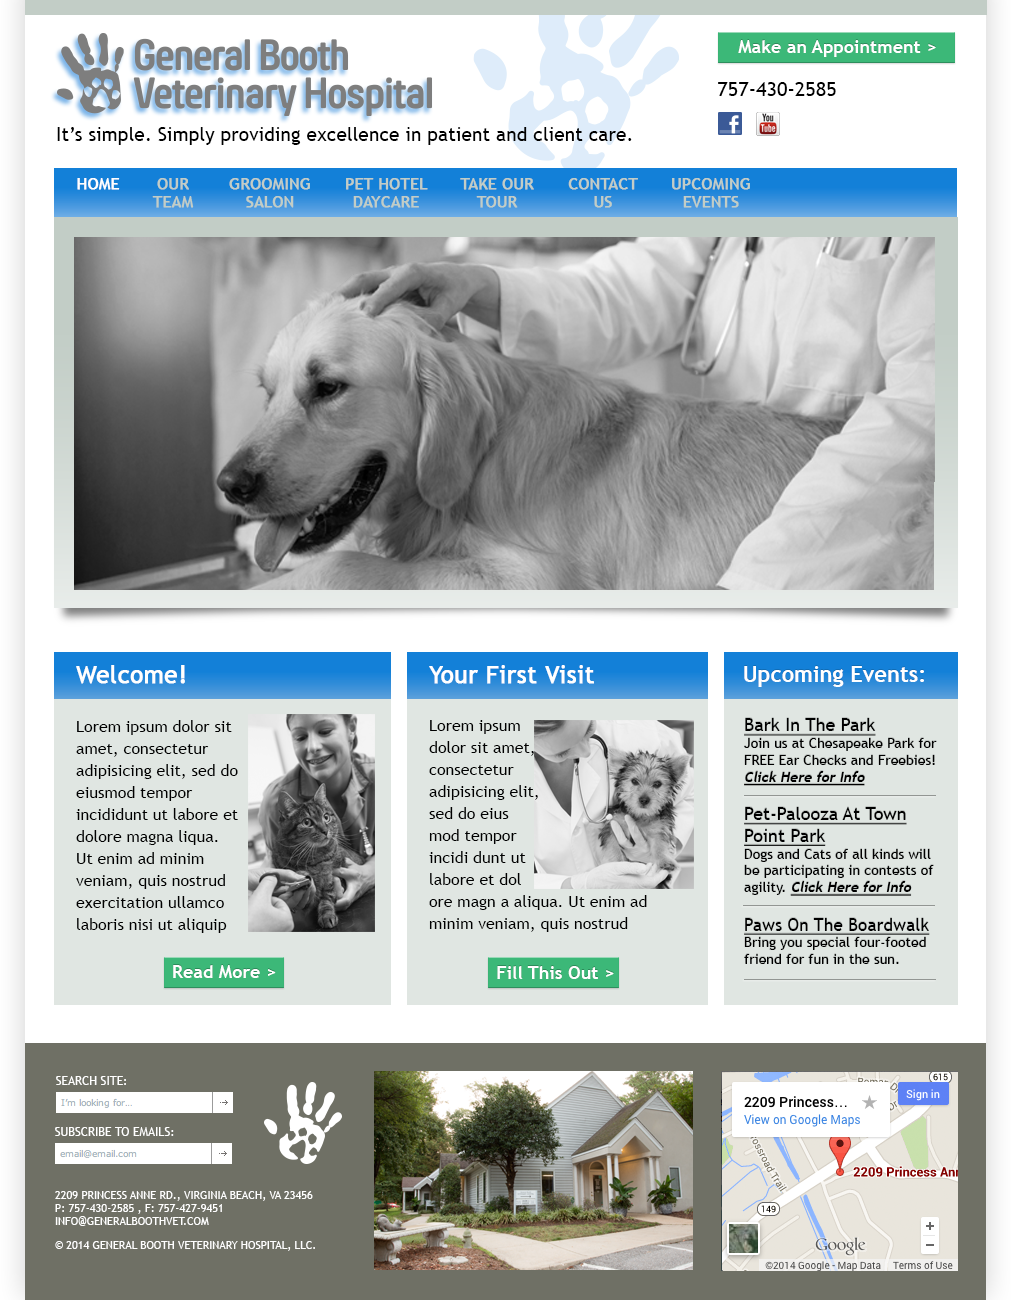 General Booth
Veterinary Hospital
It's simple. Simply providing excellence in patient and client care.
Make an Appointment >
757-430-2585
f
You
Tube
HOME
OUR
TEAM
GROOMING
SALON
PET HOTEL
DAYCARE
TAKE OUR
TOUR
CONTACT
US
UPCOMING
EVENTS
Welcome!
Lorem ipsum dolor sit
amet, consectetur
adipisicing elit, sed do
eiusmod tempor
incididunt ut labore et
dolore magna liqua.
Ut enim ad minim
veniam, quis nostrud
exercitation ullamco
laboris nisi ut aliquip
Read More >
Your First Visit
Lorem ipsum
dolor sit amet,
consectetur
adipisicing elit,
sed do eius
mod tempor
incidi dunt ut
labore et dol
ore magn a aliqua. Ut enim ad
minim veniam, quis nostrud
Fill This Out >
Upcoming Events:
Bark In The Park
Join us at Chesapeake Park for
FREE Ear Checks and Freebies!
Click Here for Info
Pet-Palooza At Town
Point Park
Dogs and Cats of all kinds will
be participating in contests of
agility. Click Here for Info
Paws On The Boardwalk
Bring you special four-footed
friend for fun in the sun.
SEARCH SITE:
I'm looking for...
SUBSCRIBE TO EMAILS:
email@email.com
2209 PRINCESS ANNE RD., VIRGINIA BEACH, VA 23456
P: 757-430-2585 , F: 757-427-9451
INFO@GENERALBOOTHVET.COM
© 2014 GENERAL BOOTH VETERINARY HOSPITAL, LLC.
615
Sign in
2209 Princess...
View on Google Maps
2209 Princess Ann
149
+
−
Google
©2014 Google - Map Data Terms of Use